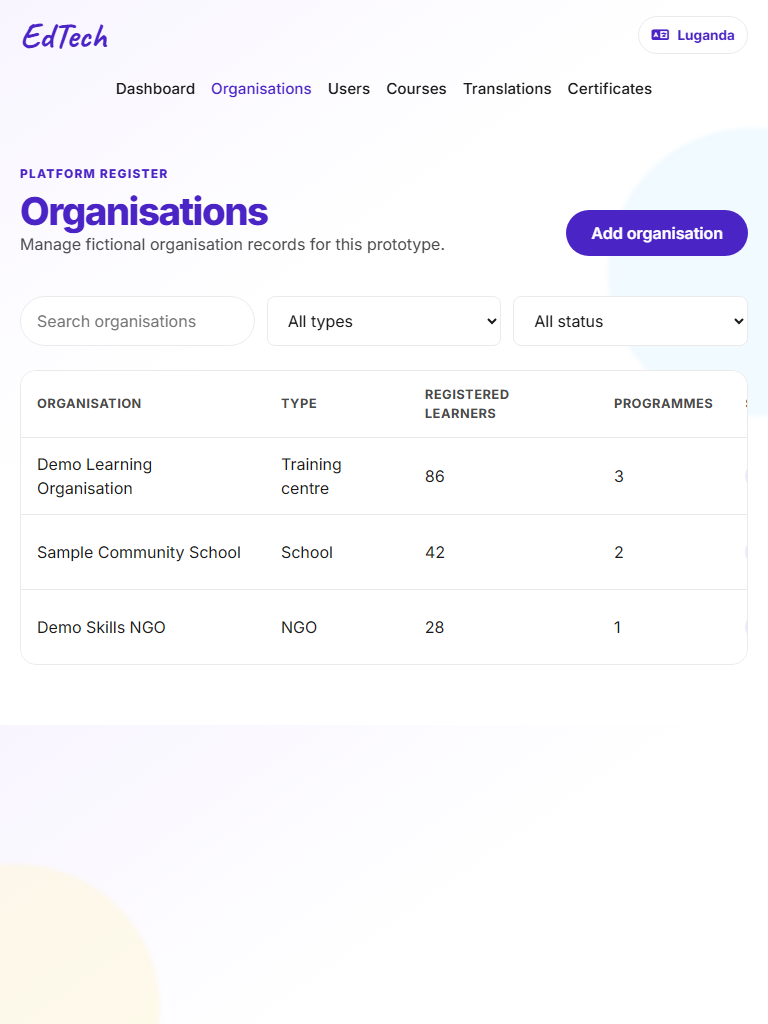 EdTech
Luganda
Dashboard Organisations Users Courses Translations Certificates
PLATFORM REGISTER
Organisations
Manage fictional organisation records for this prototype.
Add organisation
Search organisations
All types
All status
ORGANISATION TYPE REGISTERED LEARNERS PROGRAMMES
Demo Learning Organisation Training centre 86 3
Sample Community School School 42 2
Demo Skills NGO NGO 28 1